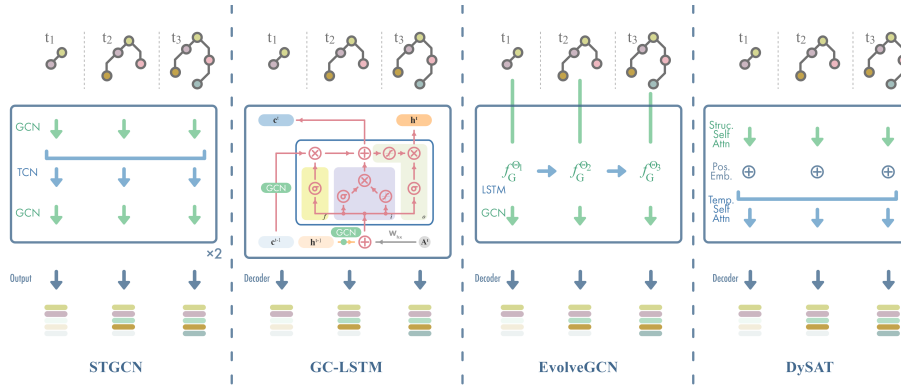 t1 t2 t3
GCN
TCN
GCN
×2
Output
STGCN
t1 t2 t3
c^t h^t
GCN
σ σ σ
f i o
GCN
c^t-1 h^t-1 A^t
Decoder
GC-LSTM
t1 t2 t3
f_G^Θ1 f_G^Θ2 f_G^Θ3
LSTM
GCN
Decoder
EvolveGCN
t1 t2 t3
Struc.
Self
Attn
Pos.
Emb.
Temp.
Self
Attn
Decoder
DySAT